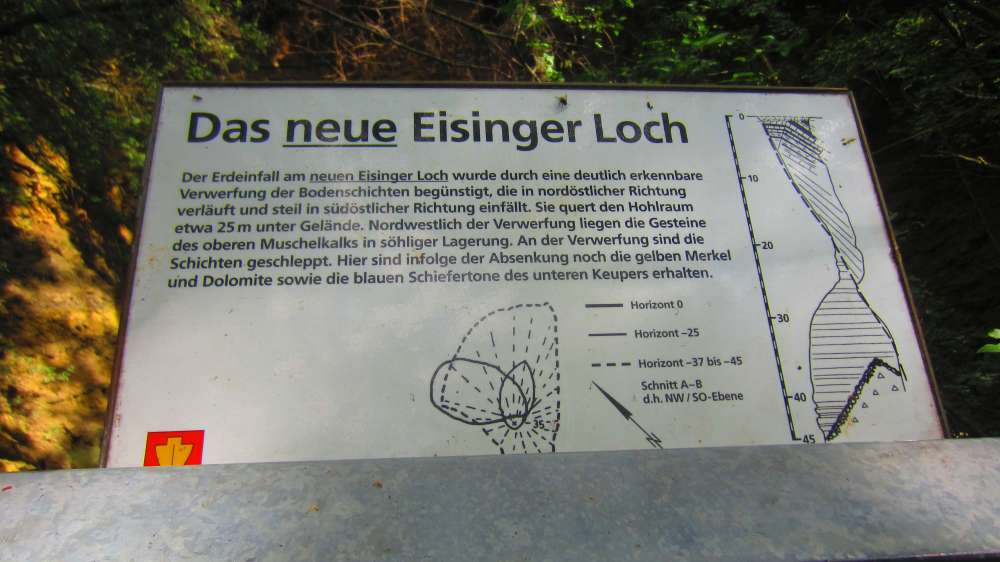 Das neue Eisinger Loch
Der Erdeinfall am neuen Eisinger Loch wurde durch eine deutlich erkennbare
Verwerfung der Bodenschichten begünstigt, die in nordöstlicher Richtung
verläuft und steil in südöstlicher Richtung einfällt. Sie quert den Hohlraum
etwa 25 m unter Gelände. Nordwestlich der Verwerfung liegen die Gesteine
des oberen Muschelkalks in söhliger Lagerung. An der Verwerfung sind die
Schichten geschleppt. Hier sind infolge der Absenkung noch die gelben Merkel
und Dolomite sowie die blauen Schiefertone des unteren Keupers erhalten.
Horizont 0
Horizont –25
Horizont –37 bis –45
Schnitt A–B
d.h. NW / SO-Ebene
35
0
10
20
30
40
45